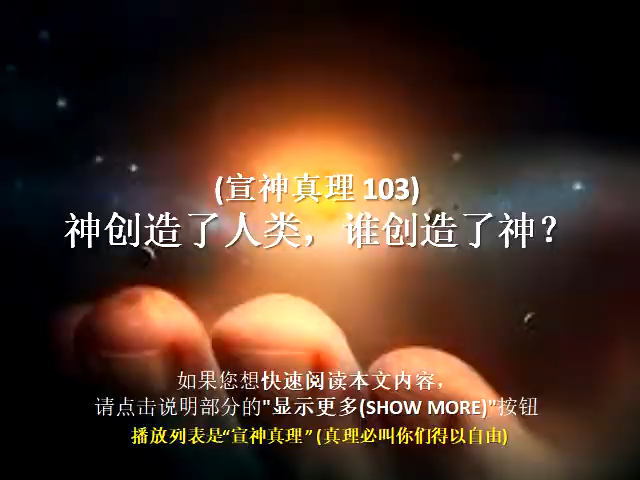 (宣神真理 103)
神创造了人类，谁创造了神？
如果您想快速阅读本文内容，
请点击说明部分的"显示更多(SHOW MORE)"按钮
播放列表是“宣神真理” (真理必叫你们得以自由)